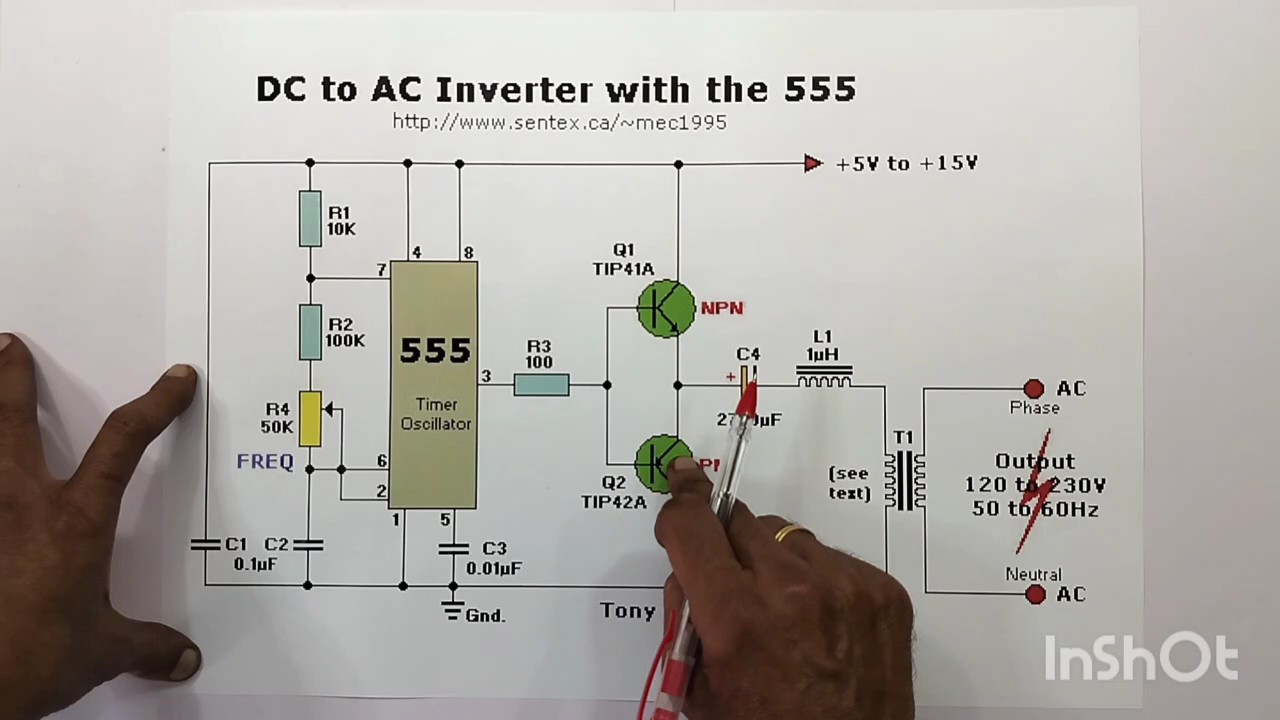 DC to AC Inverter with the 555
http://www.sentex.ca/~mec1995
+5V to +15V
R1
10K
4
8
7
Q1
TIP41A
NPN
R2
100K
555
R3
100
3
C4
+
L1
1µH
R4
50K
Timer
Oscillator
FREQ
6
2
AC
Phase
T1
(see
text)
Output
120 to 230V
50 to 60Hz
Q2
TIP42A
1
5
C1
C2
0.1µF
C3
0.01µF
Gnd.
Tony
Neutral
AC
InShOt